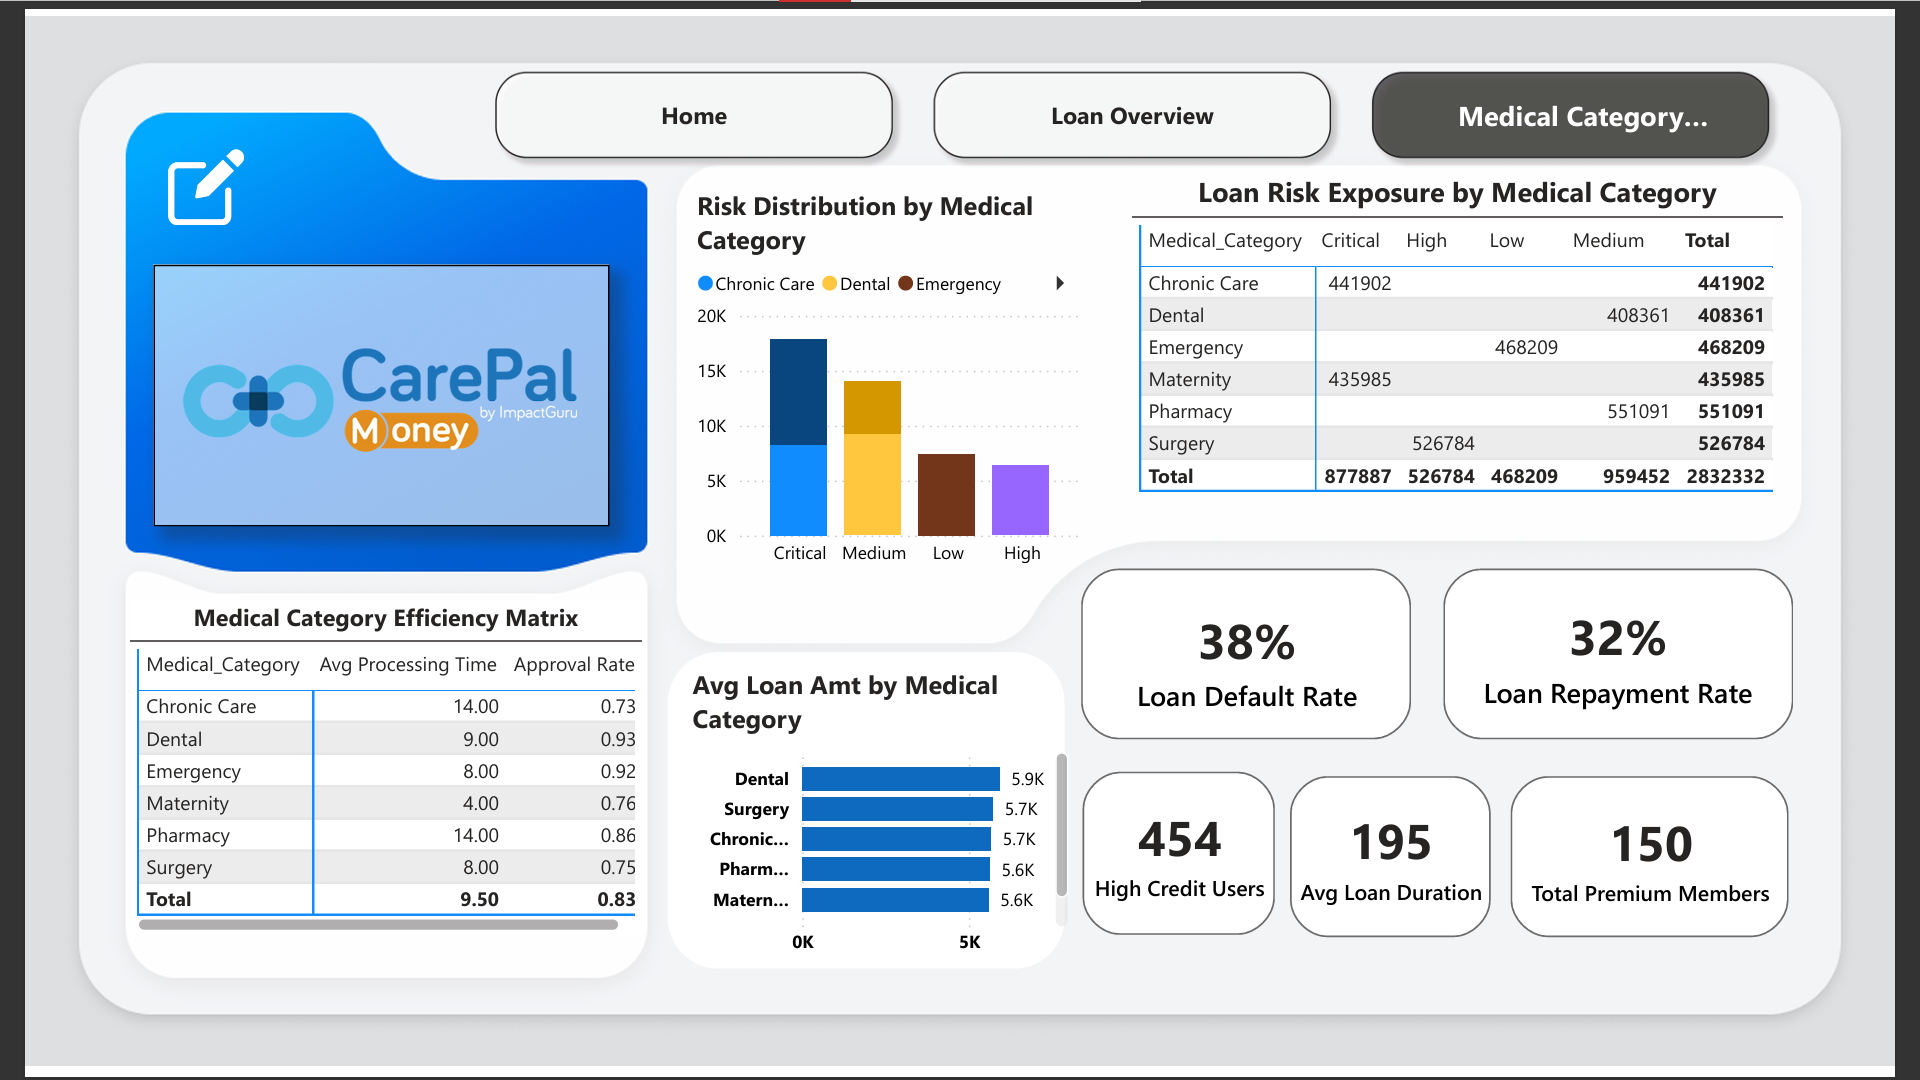 Home
Loan Overview
Medical Category...
CarePal
by ImpactGuru
Money
Risk Distribution by Medical
Category
Chronic Care Dental Emergency
20K
15K
10K
5K
0K
Critical Medium Low High
Loan Risk Exposure by Medical Category
Medical_Category Critical High Low Medium Total
Chronic Care 441902 441902
Dental 408361 408361
Emergency 468209 468209
Maternity 435985 435985
Pharmacy 551091 551091
Surgery 526784 526784
Total 877887 526784 468209 959452 2832332
Medical Category Efficiency Matrix
Medical_Category Avg Processing Time Approval Rate
Chronic Care 14.00 0.73
Dental 9.00 0.93
Emergency 8.00 0.92
Maternity 4.00 0.76
Pharmacy 14.00 0.86
Surgery 8.00 0.75
Total 9.50 0.83
Avg Loan Amt by Medical
Category
Dental 5.9K
Surgery 5.7K
Chronic... 5.7K
Pharm... 5.6K
Matern... 5.6K
0K 5K
38%
Loan Default Rate
32%
Loan Repayment Rate
454
High Credit Users
195
Avg Loan Duration
150
Total Premium Members